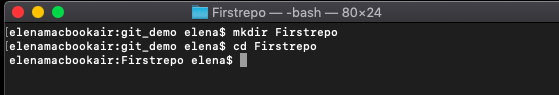 Firstrepo — -bash — 80×24
[elenamacbookair:git_demo elena$ mkdir Firstrepo
[elenamacbookair:git_demo elena$ cd Firstrepo
elenamacbookair:Firstrepo elena$